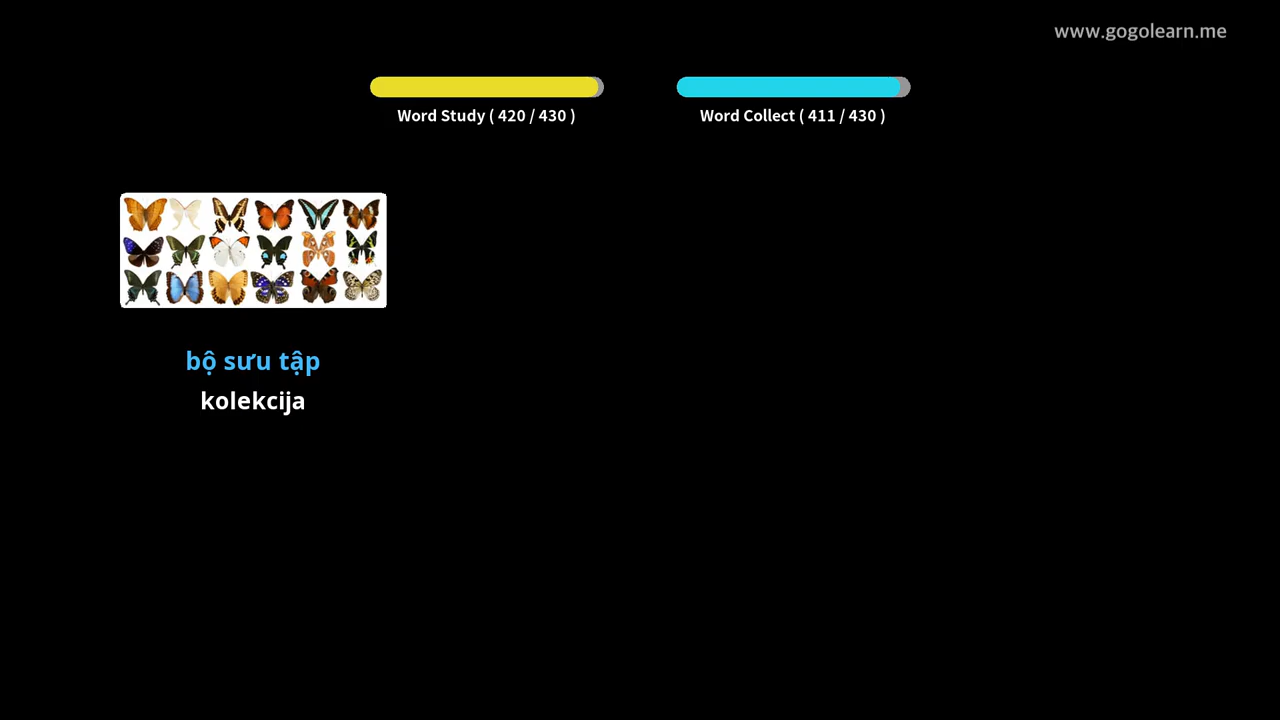 www.gogolearn.me
Word Study ( 420 / 430 )
Word Collect ( 411 / 430 )
bộ sưu tập
kolekcija